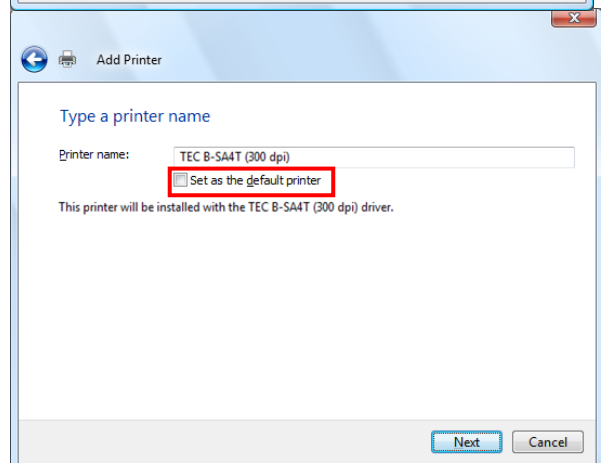 Add Printer
Type a printer name
Printer name:
TEC B-SA4T (300 dpi)
Set as the default printer
This printer will be installed with the TEC B-SA4T (300 dpi) driver.
Next
Cancel